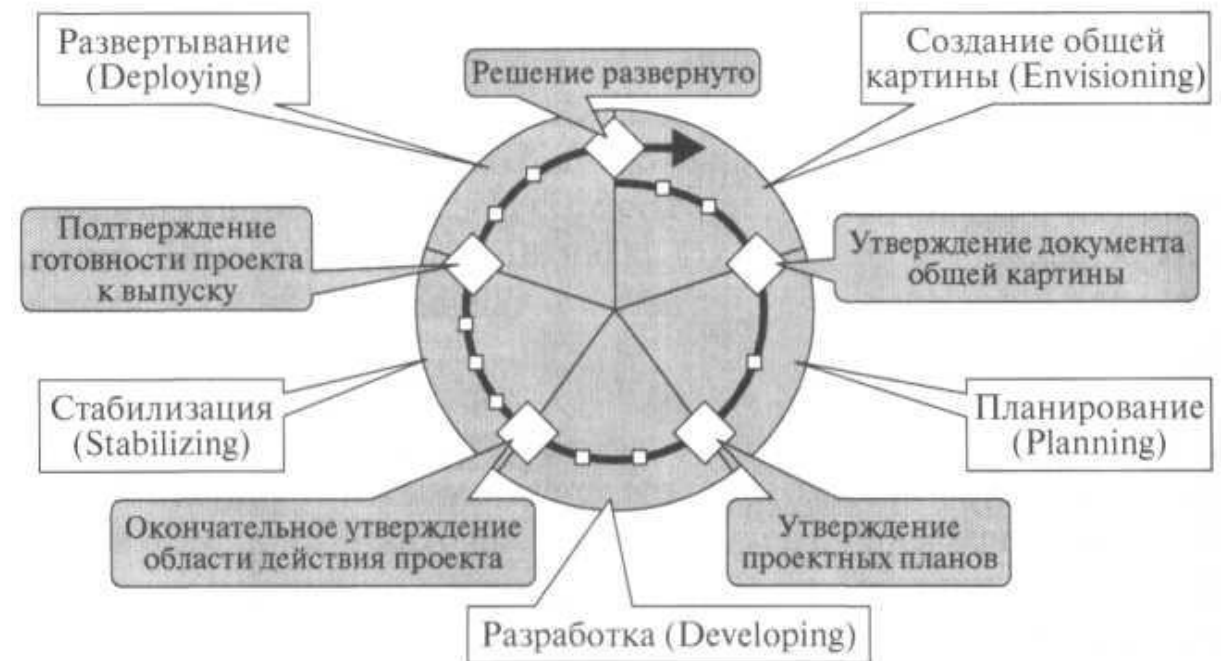 Развертывание
(Deploying)
Решение развернуто
Создание общей
картины (Envisioning)
Подтверждение
готовности проекта
к выпуску
Утверждение документа
общей картины
Стабилизация
(Stabilizing)
Планирование
(Planning)
Окончательное утверждение
области действия проекта
Утверждение
проектных планов
Разработка (Developing)